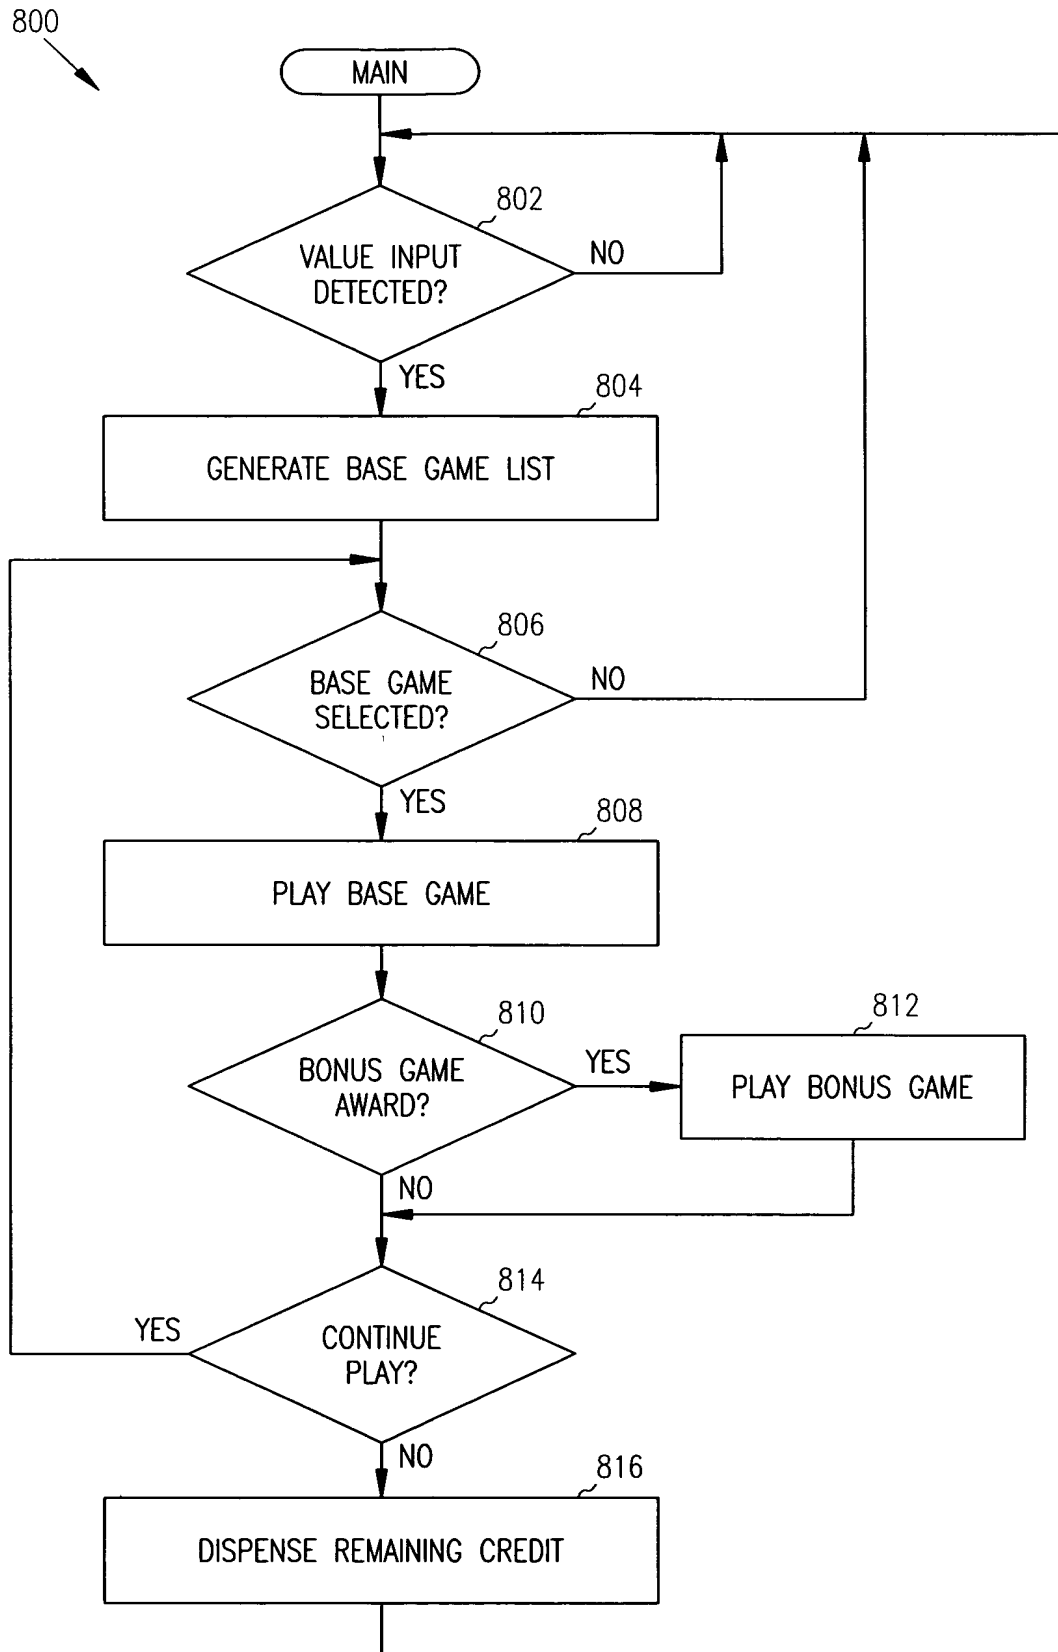 800
MAIN
802
VALUE INPUT
DETECTED?
NO
YES
804
GENERATE BASE GAME LIST
806
BASE GAME
SELECTED?
NO
YES
808
PLAY BASE GAME
810
BONUS GAME
AWARD?
YES
812
PLAY BONUS GAME
NO
814
CONTINUE
PLAY?
YES
NO
816
DISPENSE REMAINING CREDIT